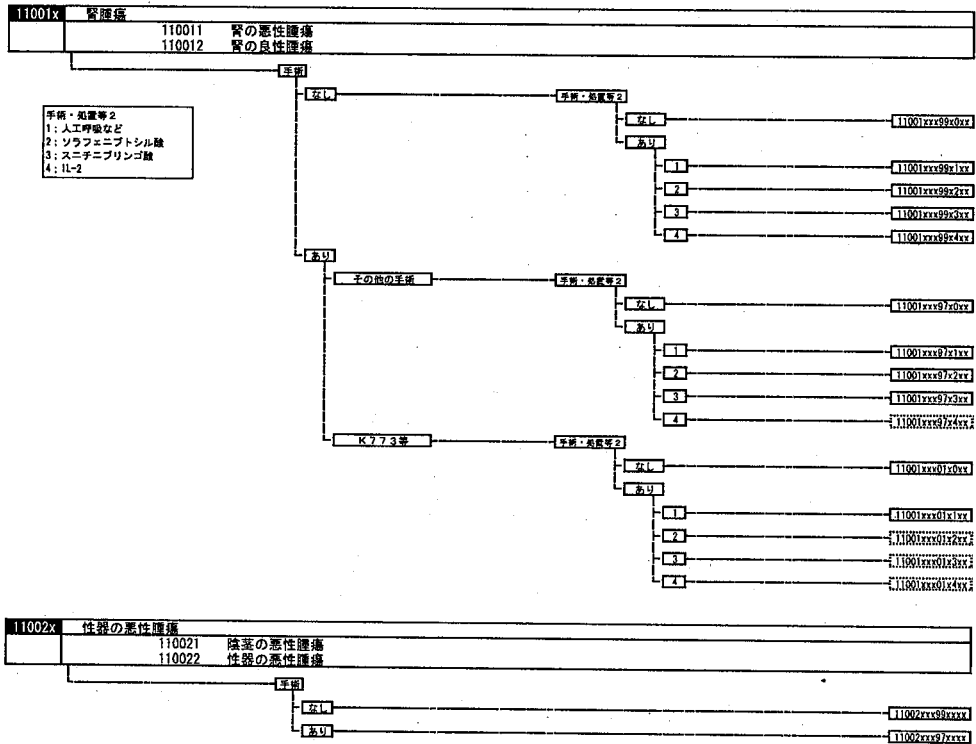 11001x 腎腫瘍
110011 腎の悪性腫瘍
110012 腎の良性腫瘍
手術
なし 手術・処置等2
手術・処置等2
1;人工呼吸など
2;ソラフェニブトシル酸
3;スニチニブリンゴ酸
4;IL-2
なし 11001xxx99x0xx
あり
1 11001xxx99x1xx
2 11001xxx99x2xx
3 11001xxx99x3xx
4 11001xxx99x4xx
あり
その他の手術 手術・処置等2
なし 11001xxx97x0xx
あり
1 11001xxx97x1xx
2 11001xxx97x2xx
3 11001xxx97x3xx
4 11001xxx97x4xx
K773等 手術・処置等2
なし 11001xxx01x0xx
あり
1 11001xxx01x1xx
2 11001xxx01x2xx
3 11001xxx01x3xx
4 11001xxx01x4xx
11002x 性器の悪性腫瘍
110021 陰茎の悪性腫瘍
110022 性器の悪性腫瘍
手術
なし 11002xxx99xxxx
あり 11002xxx97xxxx